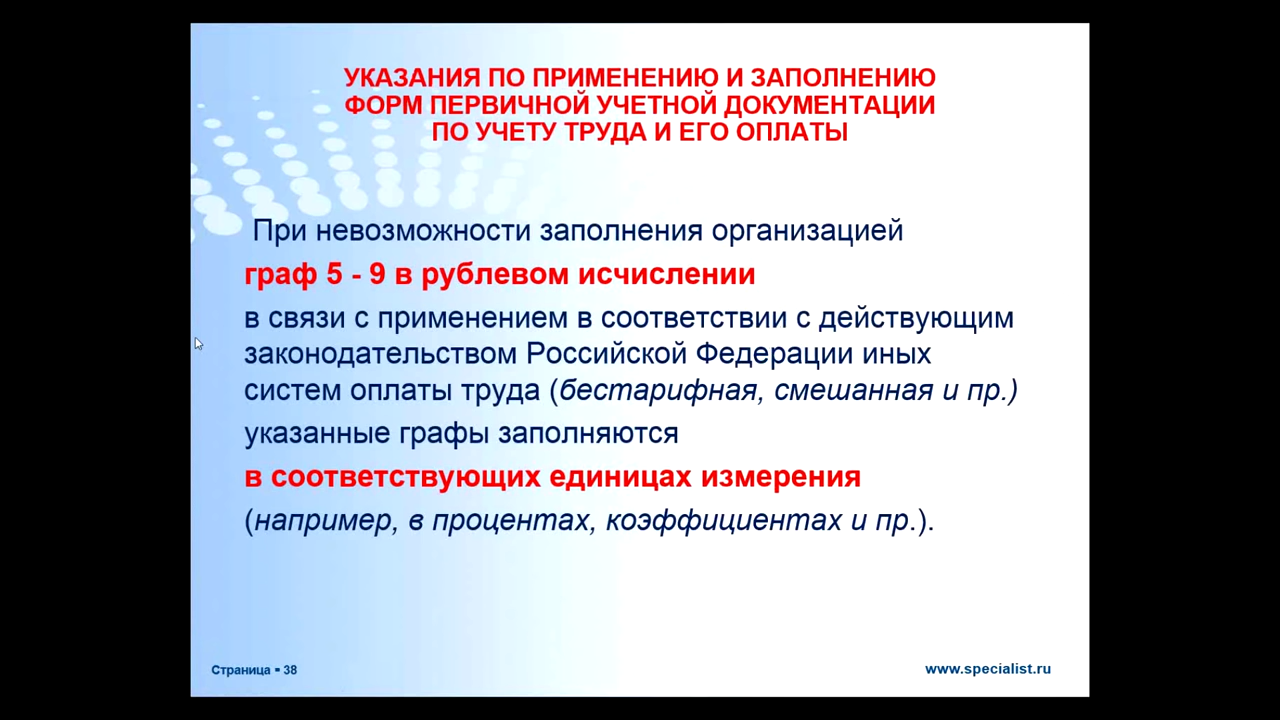 УКАЗАНИЯ ПО ПРИМЕНЕНИЮ И ЗАПОЛНЕНИЮ
ФОРМ ПЕРВИЧНОЙ УЧЕТНОЙ ДОКУМЕНТАЦИИ
ПО УЧЕТУ ТРУДА И ЕГО ОПЛАТЫ
При невозможности заполнения организацией
граф 5 - 9 в рублевом исчислении
в связи с применением в соответствии с действующим
законодательством Российской Федерации иных
систем оплаты труда (бестарифная, смешанная и пр.)
указанные графы заполняются
в соответствующих единицах измерения
(например, в процентах, коэффициентах и пр.).
Страница ▪ 38
www.specialist.ru